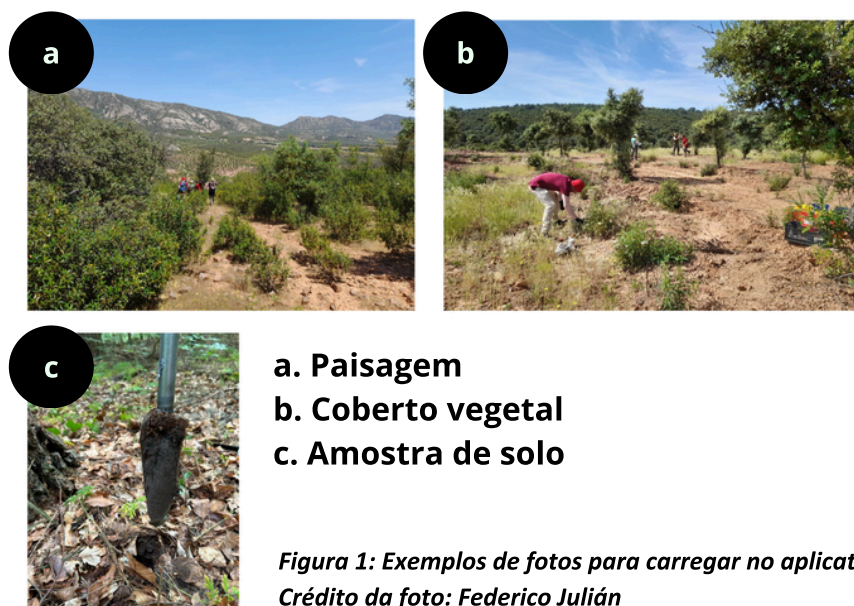 a
b
c
a. Paisagem
b. Coberto vegetal
c. Amostra de solo
Figura 1: Exemplos de fotos para carregar no
Crédito da foto: Federico Julián